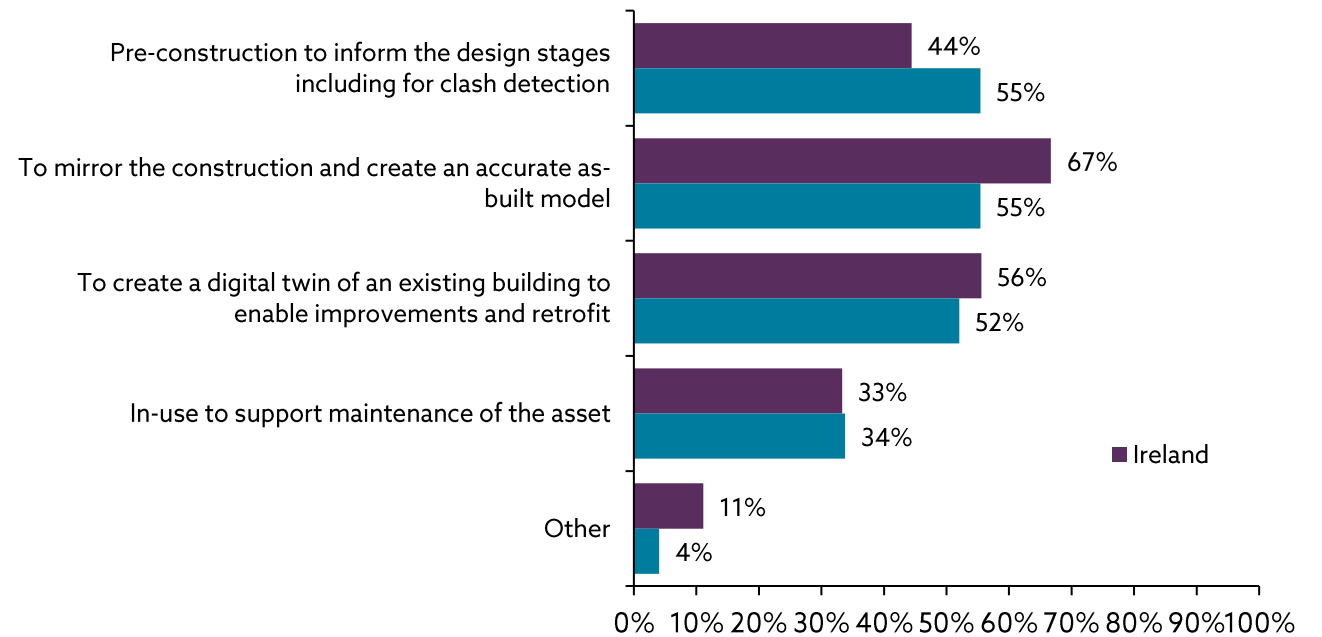 Pre-construction to inform the design stages
including for clash detection
44%
55%
To mirror the construction and create an accurate as-
built model
67%
55%
To create a digital twin of an existing building to
enable improvements and retrofit
56%
52%
In-use to support maintenance of the asset
33%
34%
Ireland
Other
11%
4%
0% 10% 20% 30% 40% 50% 60% 70% 80% 90% 100%